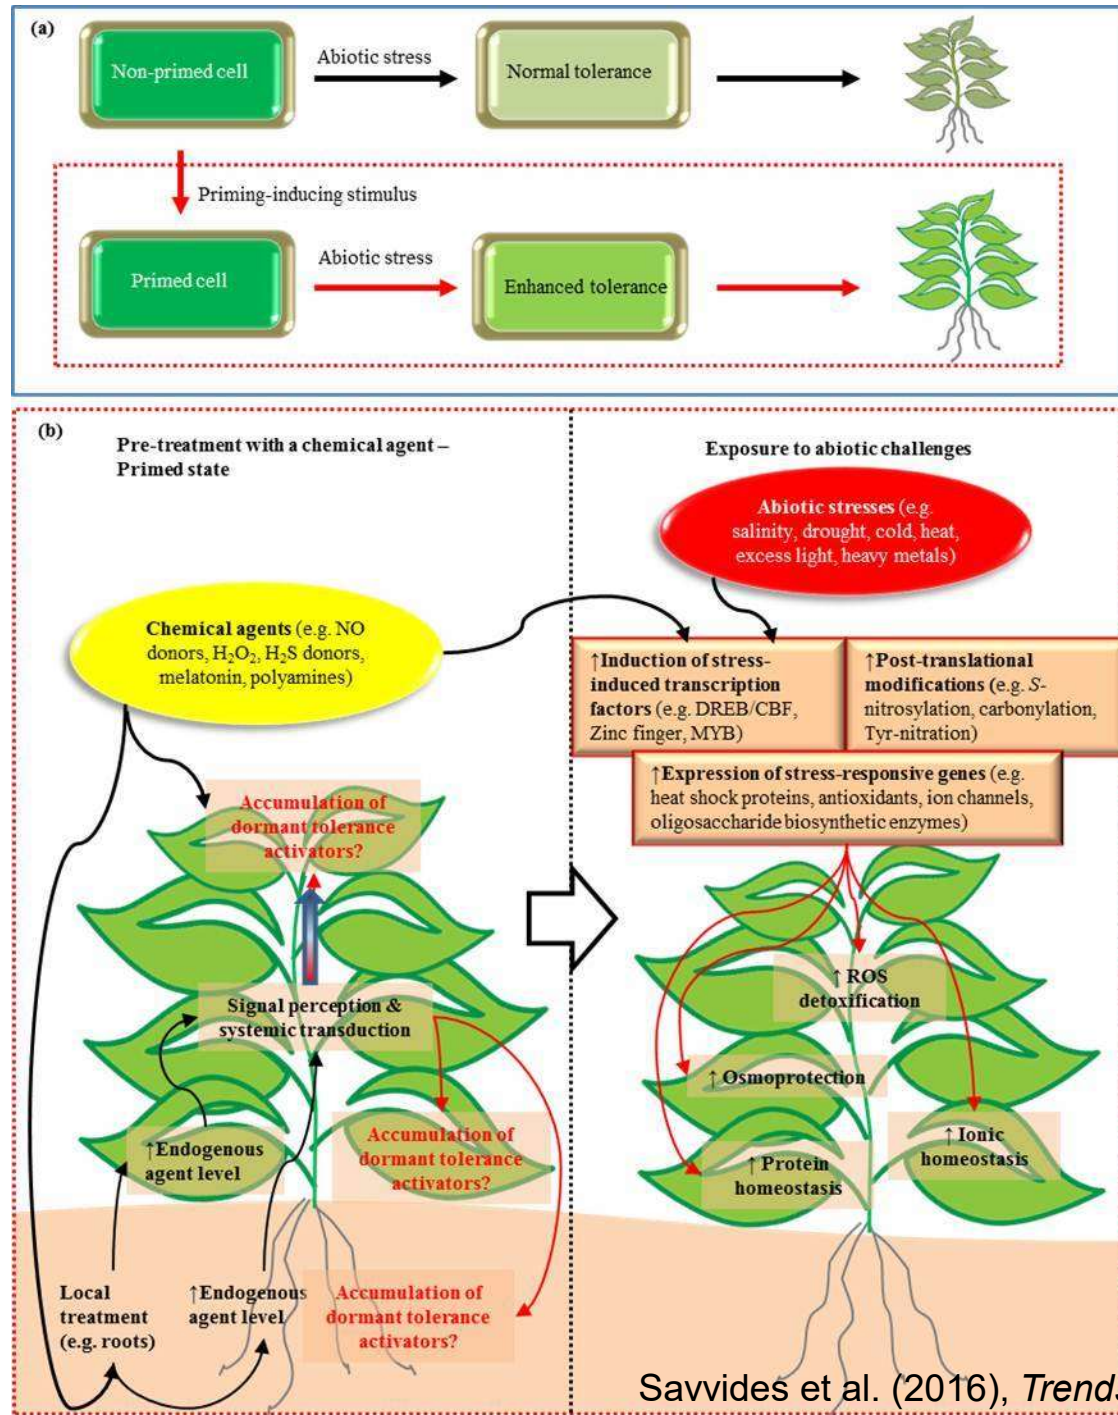 (a)
Non-primed cell
Abiotic stress
Normal tolerance
Priming-inducing stimulus
Primed cell
Abiotic stress
Enhanced tolerance
(b)
Pre-treatment with a chemical agent –
Primed state
Exposure to abiotic challenges
Abiotic stresses (e.g.
salinity, drought, cold, heat,
excess light, heavy metals)
Chemical agents (e.g. NO
donors, H₂O₂, H₂S donors,
melatonin, polyamines)
↑Induction of stress-
induced transcription
factors (e.g. DREB/CBF,
Zinc finger, MYB)
↑Post-translational
modifications (e.g. S-
nitrosylation, carbonylation,
Tyr-nitration)
↑Expression of stress-responsive genes (e.g.
heat shock proteins, antioxidants, ion channels,
oligosaccharide biosynthetic enzymes)
Accumulation of
dormant tolerance
activators?
Signal perception &
systemic transduction
↑Endogenous
agent level
Accumulation of
dormant tolerance
activators?
Local
treatment
(e.g. roots)
↑Endogenous
agent level
Accumulation of
dormant tolerance
activators?
↑ ROS
detoxification
↑ Osmoprotection
↑ Protein
homeostasis
↑ Ionic
homeostasis
Savvides et al. (2016), Trends